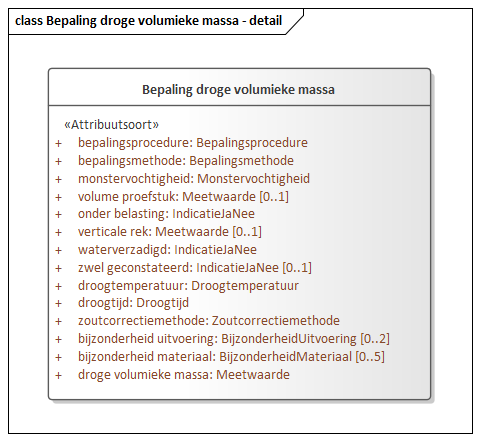 class Bepaling droge volumieke massa - detail
Bepaling droge volumieke massa
«Attribuutsoort»
+ bepalingsprocedure: Bepalingsprocedure
+ bepalingsmethode: Bepalingsmethode
+ monstervochtigheid: Monstervochtigheid
+ volume proefstuk: Meetwaarde [0..1]
+ onder belasting: IndicatieJaNee
+ verticale rek: Meetwaarde [0..1]
+ waterverzadigd: IndicatieJaNee
+ zwel geconstateerd: IndicatieJaNee [0..1]
+ droogtemperatuur: Droogtemperatuur
+ droogtijd: Droogtijd
+ zoutcorrectiemethode: Zoutcorrectiemethode
+ bijzonderheid uitvoering: BijzonderheidUitvoering [0..2]
+ bijzonderheid materiaal: BijzonderheidMateriaal [0..5]
+ droge volumieke massa: Meetwaarde